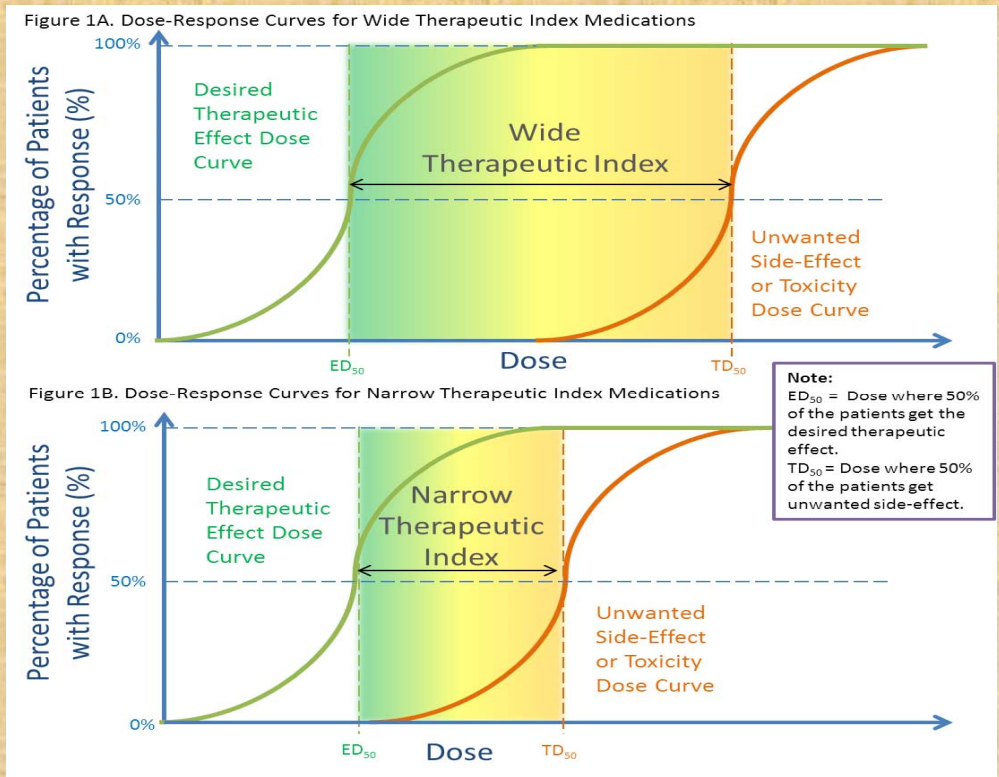 Figure 1A. Dose-Response Curves for Wide Therapeutic Index Medications
Percentage of Patients
with Response (%)
100%
50%
0%
Desired
Therapeutic
Effect Dose
Curve
Wide
Therapeutic Index
Unwanted
Side-Effect
or Toxicity
Dose Curve
ED₅₀
Dose
TD₅₀
Note:
ED₅₀ = Dose where 50%
of the patients get the
desired therapeutic
effect.
TD₅₀ = Dose where 50%
of the patients get
unwanted side-effect.
Figure 1B. Dose-Response Curves for Narrow Therapeutic Index Medications
Percentage of Patients
with Response (%)
100%
50%
0%
Desired
Therapeutic
Effect Dose
Curve
Narrow
Therapeutic
Index
Unwanted
Side-Effect
or Toxicity
Dose Curve
ED₅₀
Dose
TD₅₀